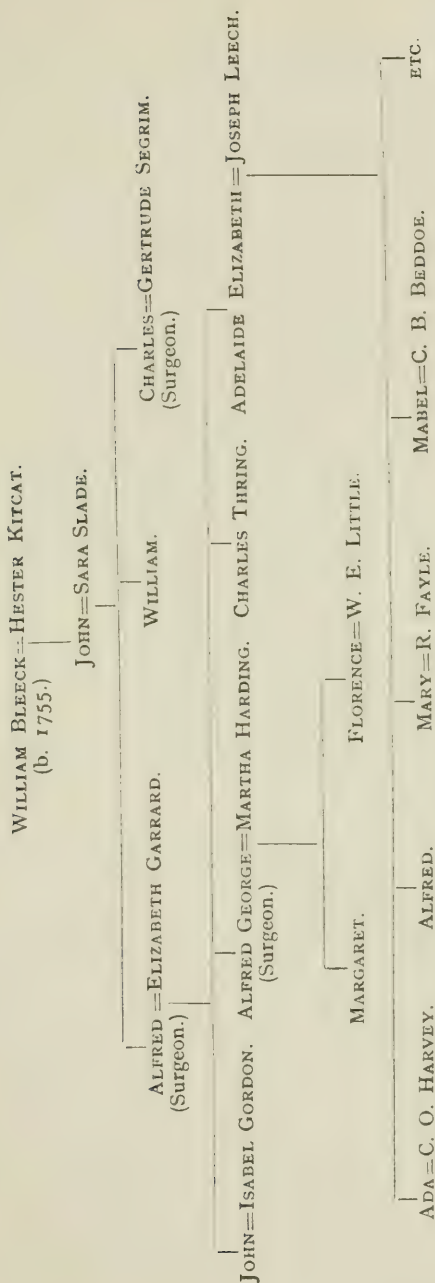 WILLIAM BLEECK=HESTER KITCAT.
(b. 1755.)
JOHN=SARA SLADE.
ALFRED=ELIZABETH GARRARD. WILLIAM. CHARLES=GERTRUDE SEGRIM.
(Surgeon.) (Surgeon.)
JOHN=ISABEL GORDON. ALFRED GEORGE=MARTHA HARDING. CHARLES THRING. ADELAIDE ELIZABETH=JOSEPH LEECH.
(Surgeon.)
MARGARET. FLORENCE=W. E. LITTLE.
ADA=C. O. HARVEY. ALFRED. MARY=R. FAYLE. MABEL=C. B. BEDDOE. ETC.